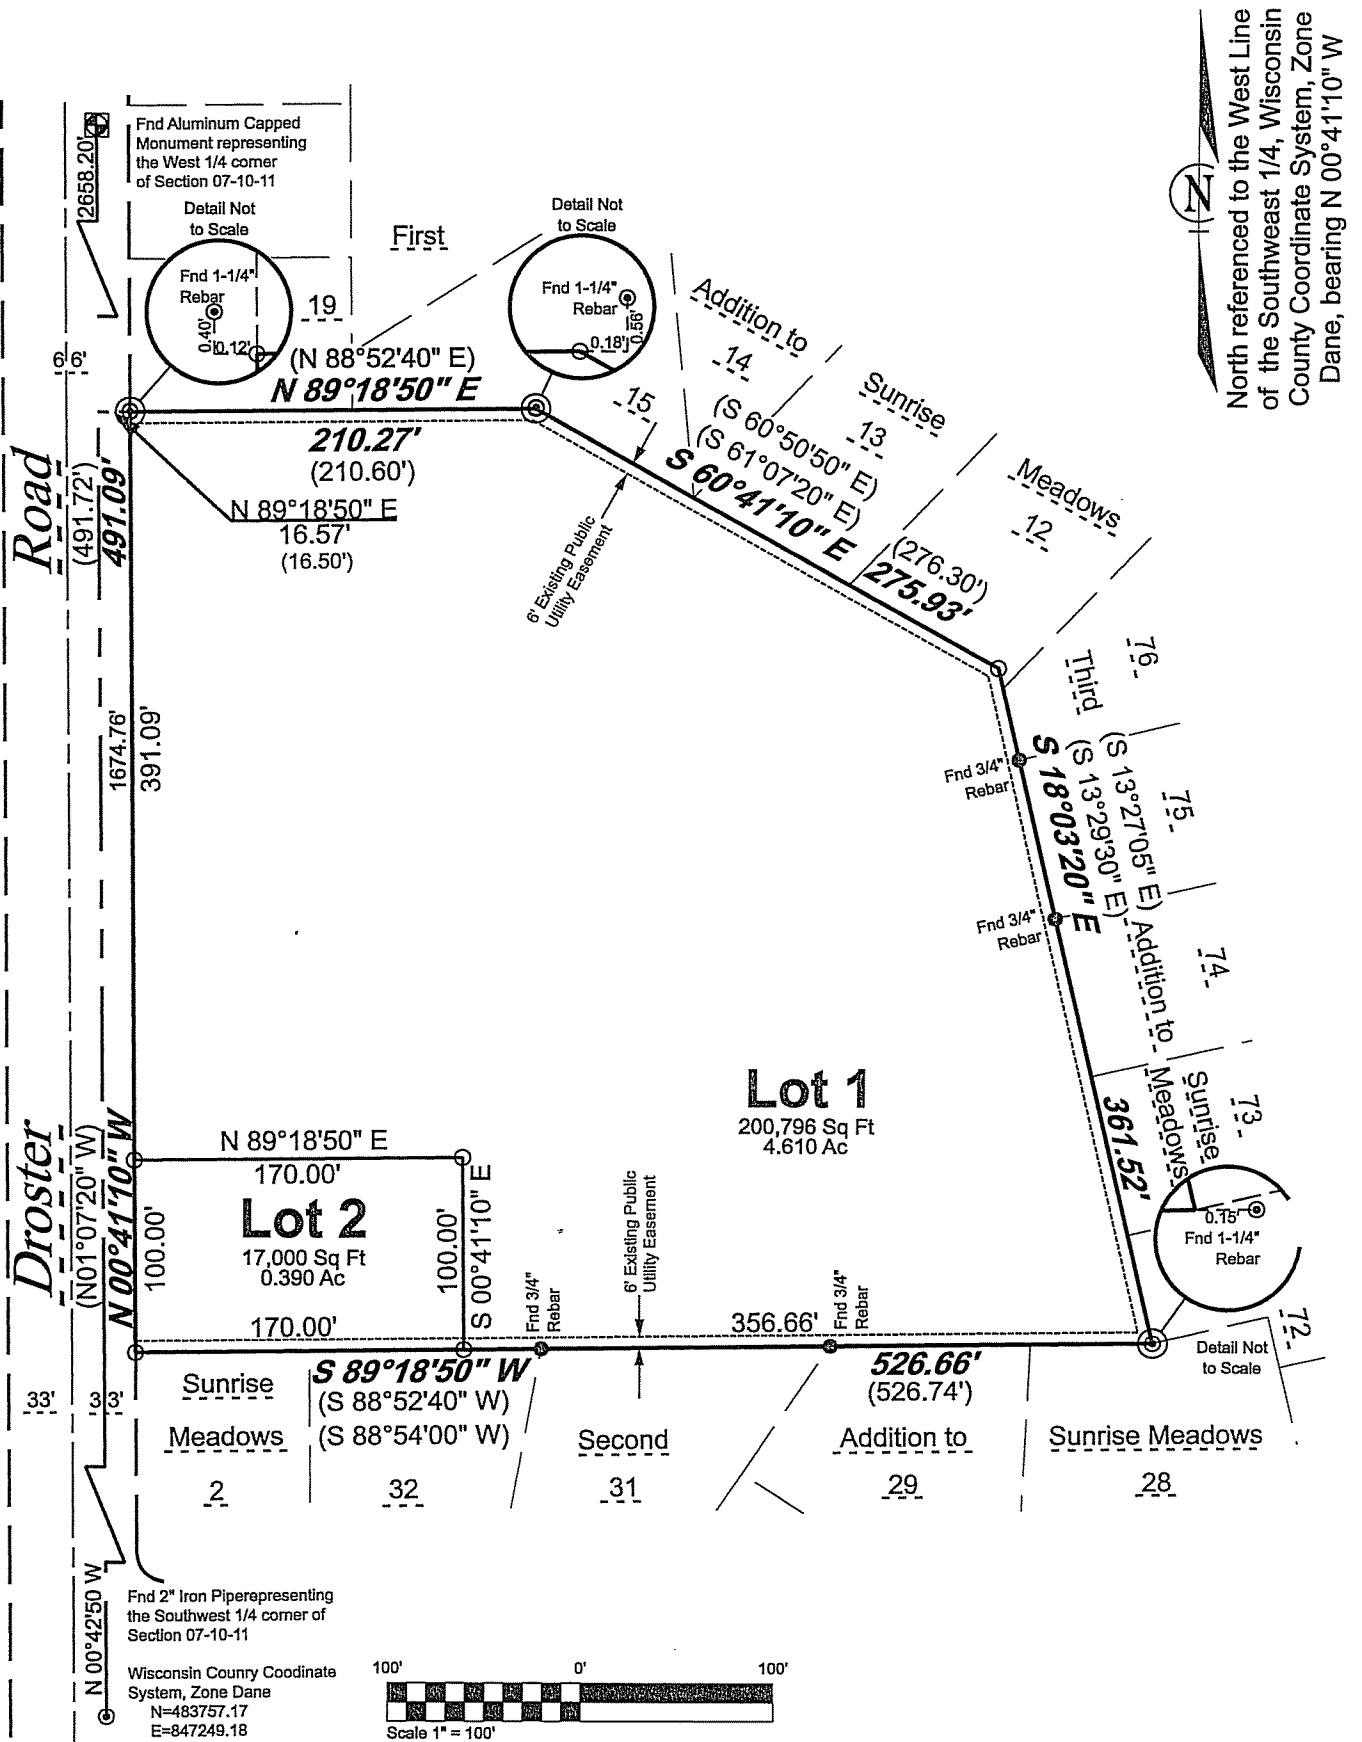 North referenced to the West Line
of the Southwest 1/4, Wisconsin
County Coordinate System, Zone
Dane, bearing N 00°41'10" W
N
2658.20'
Fnd Aluminum Capped
Monument representing
the West 1/4 corner
of Section 07-10-11
Detail Not
to Scale
Fnd 1-1/4"
Rebar
0.40'
0.12'
19
First
Detail Not
to Scale
Fnd 1-1/4"
Rebar
0.56'
0.18'
Addition to
14
15
Sunrise
13
Meadows
12
66'
(N 88°52'40" E)
N 89°18'50" E
210.27'
(210.60')
N 89°18'50" E
16.57'
(16.50')
(S 60°50'50" E)
(S 61°07'20" E)
S 60°41'10" E
(276.30')
275.93'
6' Existing Public
Utility Easement
Road
(491.72')
491.09'
1674.76'
391.09'
76
Third
75
(S 13°27'05" E)
(S 13°29'30" E)
S 18°03'20" E
Fnd 3/4"
Rebar
Fnd 3/4"
Rebar
Addition to
74
Sunrise
Meadows
73
361.52'
Lot 1
200,796 Sq Ft
4.610 Ac
Droster
(N01°07'20" W)
N 00°41'10" W
100.00'
N 89°18'50" E
170.00'
Lot 2
17,000 Sq Ft
0.390 Ac
100.00'
S 00°41'10" E
170.00'
Fnd 3/4"
Rebar
6' Existing Public
Utility Easement
356.66'
Fnd 3/4"
Rebar
0.15'
Fnd 1-1/4"
Rebar
72
Detail Not
to Scale
33'
33'
S 89°18'50" W
(S 88°52'40" W)
(S 88°54'00" W)
526.66'
(526.74')
Sunrise
Meadows
Second
Addition to
Sunrise Meadows
2
32
31
29
28
N 00°42'50 W
Fnd 2" Iron Piperepresenting
the Southwest 1/4 corner of
Section 07-10-11
Wisconsin Counry Coodinate
System, Zone Dane
N=483757.17
E=847249.18
100'
0'
100'
Scale 1" = 100'